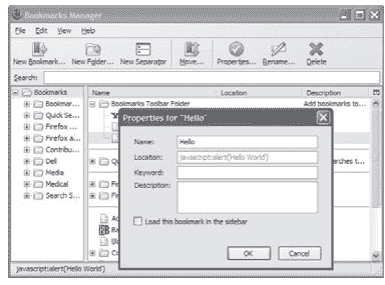 Bookmarks Manager
File Edit View Help
New Bookmark... New Folder... New Separator Move... Properties... Rename... Delete
Search:
Bookmarks
Name Location Description
Bookmar...
Bookmarks Toolbar Folder Add bookmarks to...
Quick Se...
Firefox ...
Firefox a...
Contribu...
Dell
Media
Medical
Search S...
Properties for "Hello"
Name: Hello
Location: javascript:alert('Hello World')
Keyword:
Description:
Load this bookmark in the sidebar
OK Cancel
javascript:alert('Hello World')